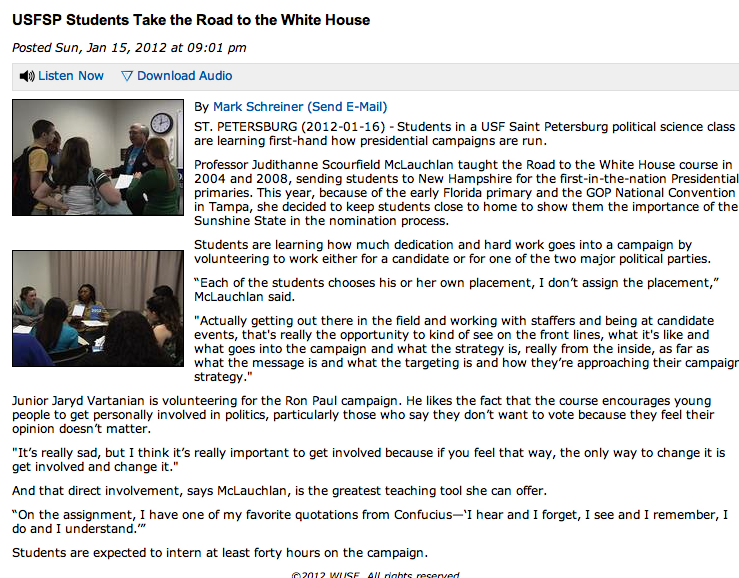 USFSP Students Take the Road to the White House
Posted Sun, Jan 15, 2012 at 09:01 pm
Listen Now Download Audio
By Mark Schreiner (Send E-Mail)
ST. PETERSBURG (2012-01-16) - Students in a USF Saint Petersburg political science class
are learning first-hand how presidential campaigns are run.
Professor Judithanne Scourfield McLauchlan taught the Road to the White House course in
2004 and 2008, sending students to New Hampshire for the first-in-the-nation Presidential
primaries. This year, because of the early Florida primary and the GOP National Convention
in Tampa, she decided to keep students close to home to show them the importance of the
Sunshine State in the nomination process.
Students are learning how much dedication and hard work goes into a campaign by
volunteering to work either for a candidate or for one of the two major political parties.
“Each of the students chooses his or her own placement, I don’t assign the placement,”
McLauchlan said.
"Actually getting out there in the field and working with staffers and being at candidate
events, that's really the opportunity to kind of see on the front lines, what it's like and
what goes into the campaign and what the strategy is, really from the inside, as far as
what the message is and what the targeting is and how they’re approaching their campaign
strategy."
Junior Jaryd Vartanian is volunteering for the Ron Paul campaign. He likes the fact that the course encourages young
people to get personally involved in politics, particularly those who say they don’t want to vote because they feel their
opinion doesn’t matter.
"It’s really sad, but I think it’s really important to get involved because if you feel that way, the only way to change it is
get involved and change it."
And that direct involvement, says McLauchlan, is the greatest teaching tool she can offer.
“On the assignment, I have one of my favorite quotations from Confucius—‘I hear and I forget, I see and I remember, I
do and I understand.’”
Students are expected to intern at least forty hours on the campaign.
©2012 WUSF. All rights reserved